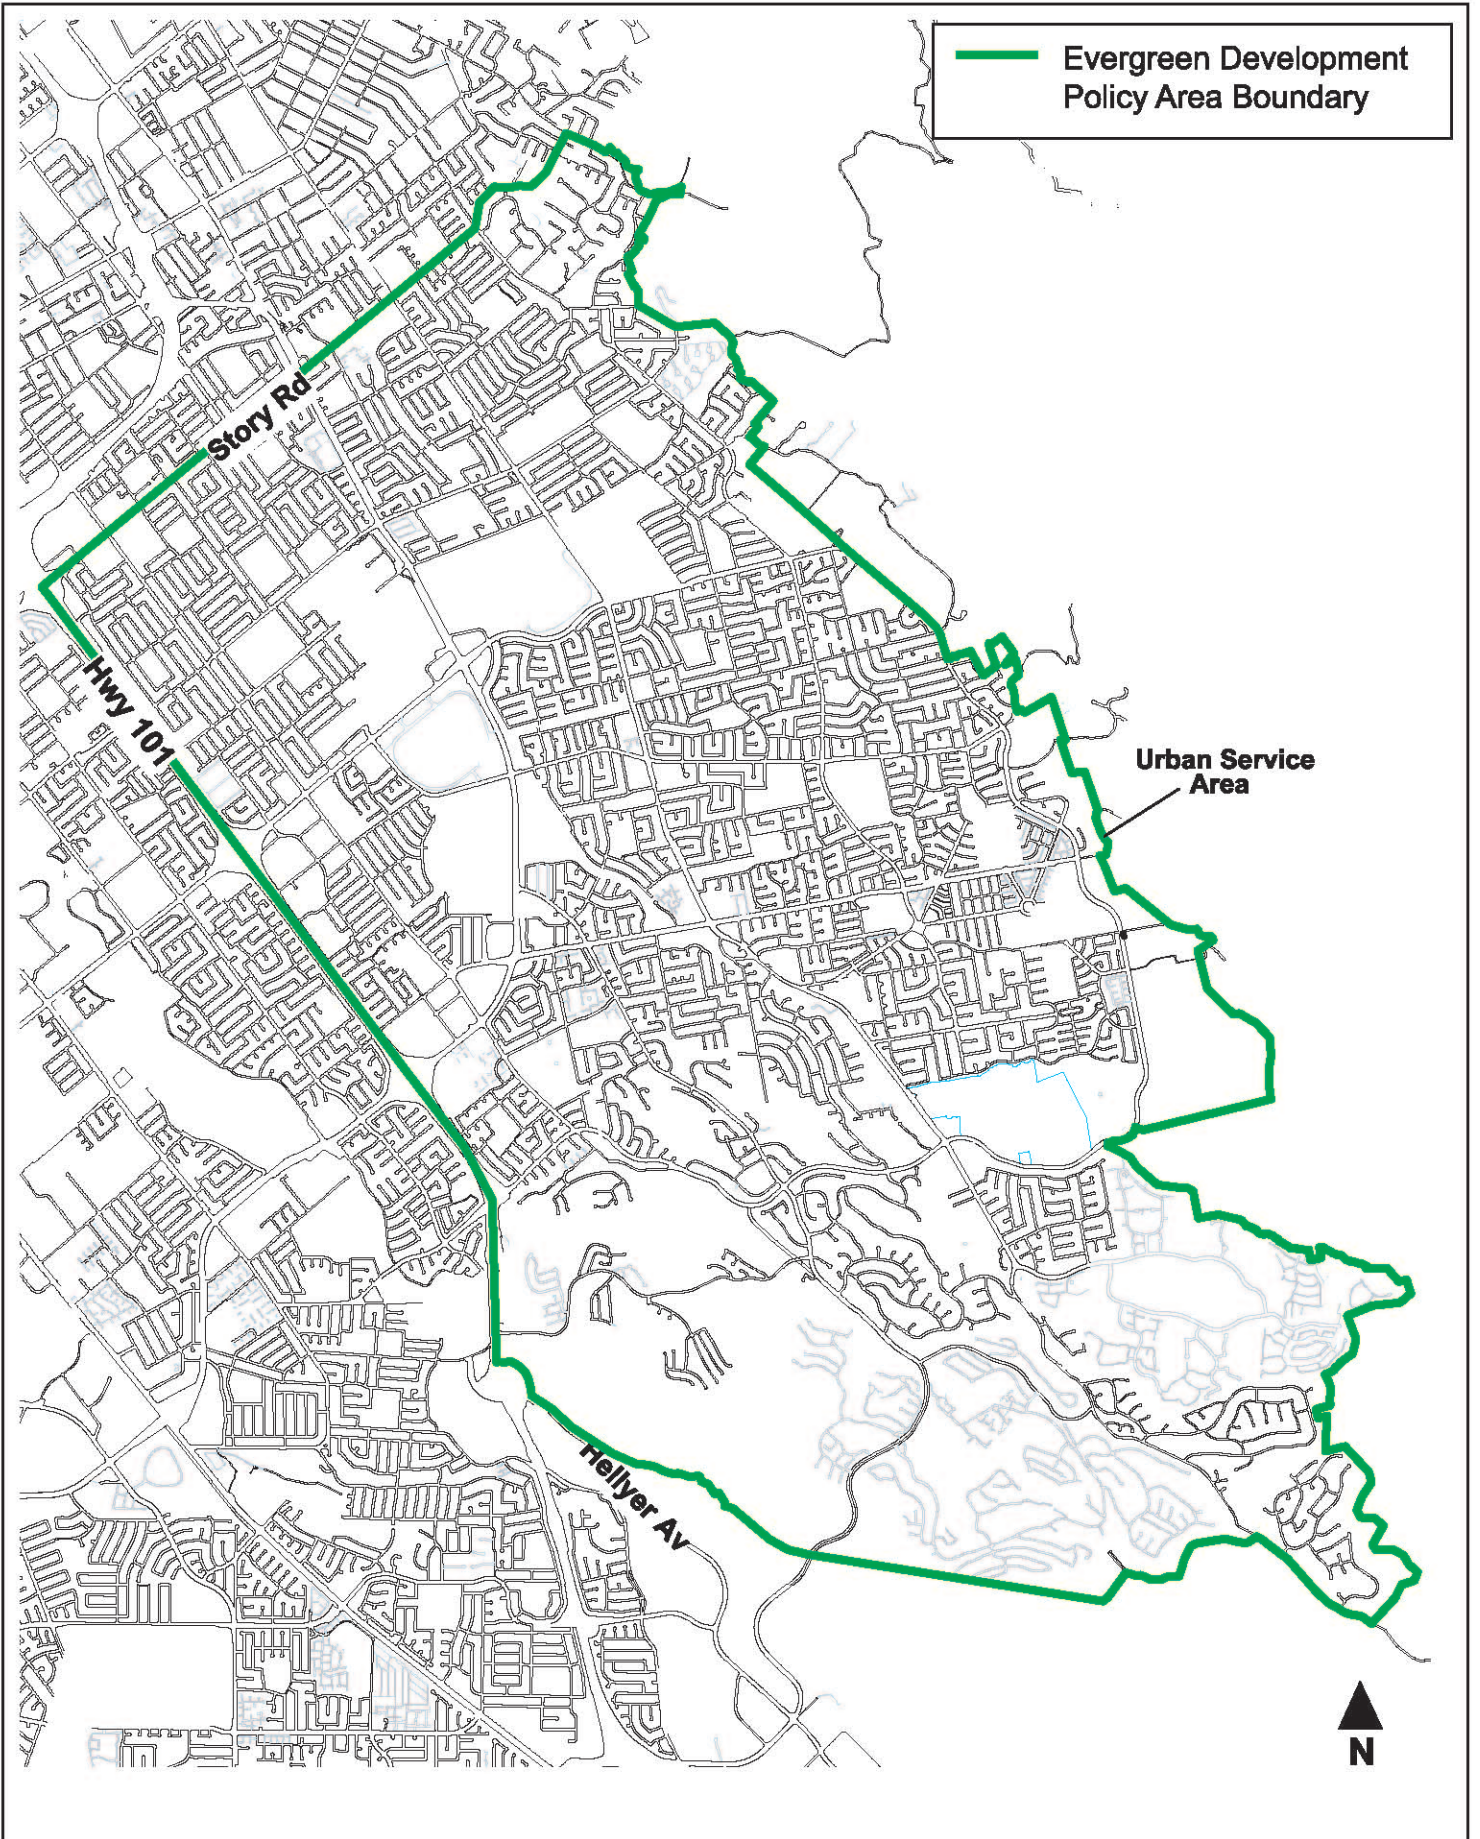 Evergreen Development
Policy Area Boundary
Story Rd
Hwy 101
Urban Service
Area
Hellyer Av
N